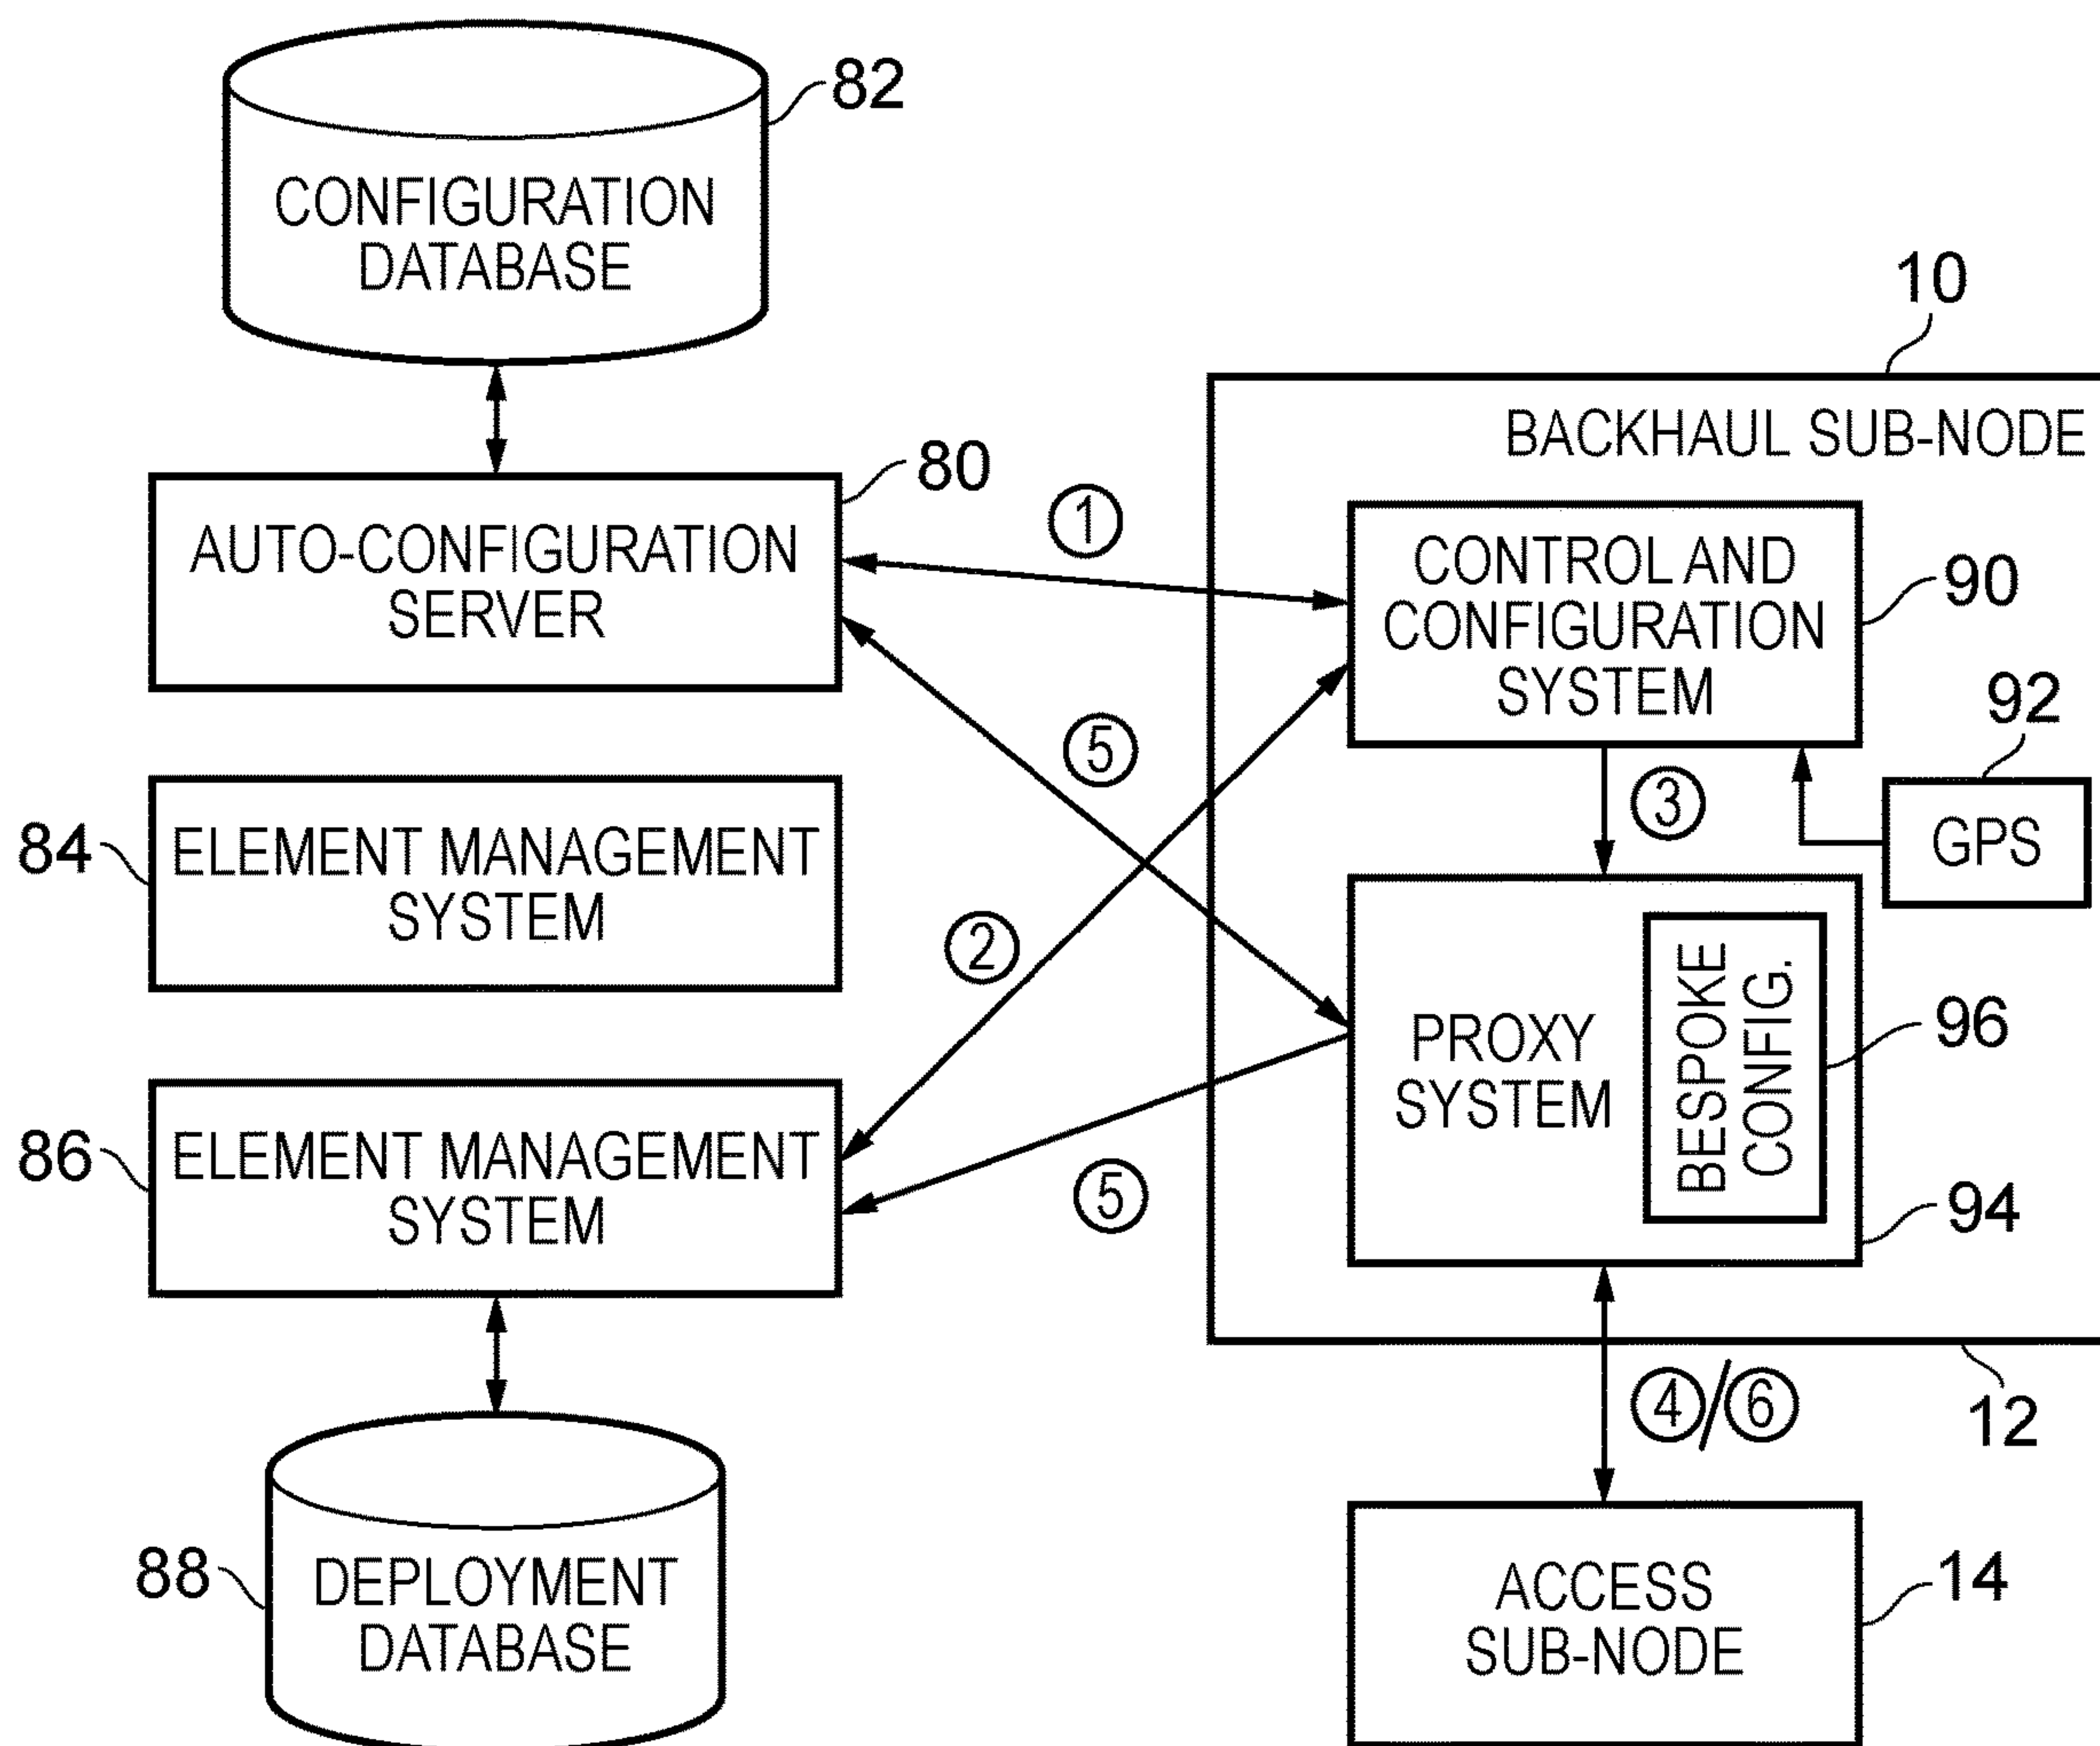 CONFIGURATION
DATABASE
82
AUTO-CONFIGURATION
SERVER
80
84
ELEMENT MANAGEMENT
SYSTEM
86
ELEMENT MANAGEMENT
SYSTEM
88
DEPLOYMENT
DATABASE
1
5
2
5
10
BACKHAUL SUB-NODE
CONTROL AND
CONFIGURATION
SYSTEM
90
92
GPS
3
PROXY
SYSTEM
BESPOKE
CONFIG.
96
94
12
4/6
ACCESS
SUB-NODE
14